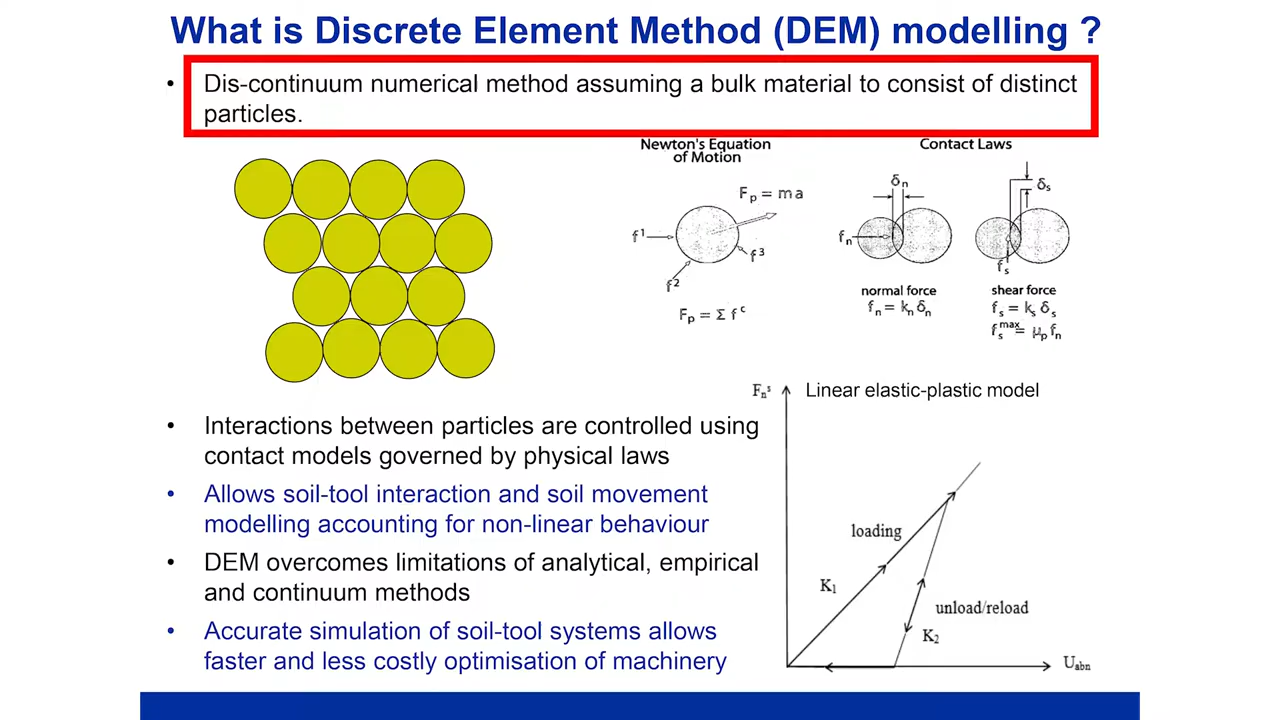 What is Discrete Element Method (DEM) modelling ?
• Dis-continuum numerical method assuming a bulk material to consist of distinct
particles.
Newton's Equation
of Motion
Fₚ = ma
f¹
f²
f³
Fₚ = Σ fᶜ
Contact Laws
δₙ
fₙ
normal force
fₙ = kₙ δₙ
δₛ
fₛ
shear force
fₛ = kₛ δₛ
fₛᵐᵃˣ = μₚ fₙ
• Interactions between particles are controlled using
contact models governed by physical laws
• Allows soil-tool interaction and soil movement
modelling accounting for non-linear behaviour
• DEM overcomes limitations of analytical, empirical
and continuum methods
• Accurate simulation of soil-tool systems allows
faster and less costly optimisation of machinery
Fₙˢ
Linear elastic-plastic model
loading
K₁
unload/reload
K₂
Uabn